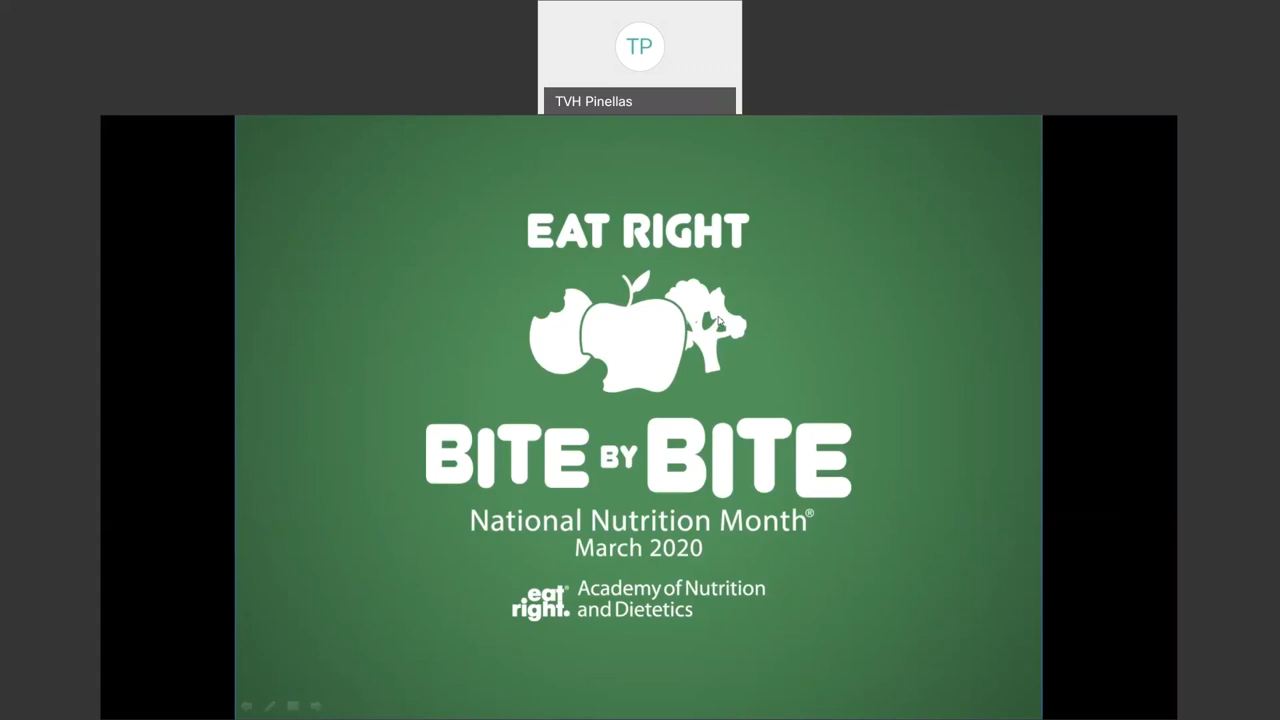 TP
TVH Pinellas
EAT RIGHT
BITE BY BITE
National Nutrition Month®
March 2020
eat right.® Academy of Nutrition
and Dietetics